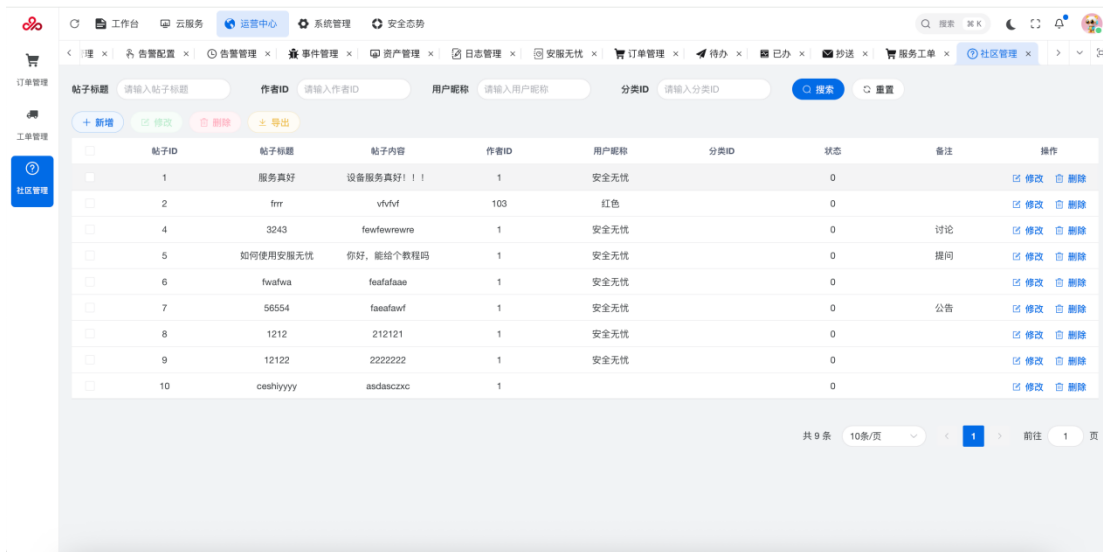 工作台 云服务 运营中心 系统管理 安全态势 搜索 ⌘ K
理 × 告警配置 × 告警管理 × 事件管理 × 资产管理 × 日志管理 × 安服无忧 × 订单管理 × 待办 × 已办 × 抄送 × 服务工单 × 社区管理 ×
订单管理
工单管理
社区管理
帖子标题 请输入帖子标题 作者ID 请输入作者ID 用户昵称 请输入用户昵称 分类ID 请输入分类ID 搜索 重置
+ 新增 修改 删除 导出
帖子ID 帖子标题 帖子内容 作者ID 用户昵称 分类ID 状态 备注 操作
1 服务真好 设备服务真好！！！ 1 安全无忧 0 修改 删除
2 frrr vfvfvf 103 红色 0 修改 删除
4 3243 fewfewrewre 1 安全无忧 0 讨论 修改 删除
5 如何使用安服无忧 你好，能给个教程吗 1 安全无忧 0 提问 修改 删除
6 fwafwa feafafaae 1 安全无忧 0 修改 删除
7 56554 faeafawf 1 安全无忧 0 公告 修改 删除
8 1212 212121 1 安全无忧 0 修改 删除
9 12122 2222222 1 安全无忧 0 修改 删除
10 ceshiyyyy asdasczxc 1 0 修改 删除
共 9 条 10条/页 < 1 > 前往 1 页